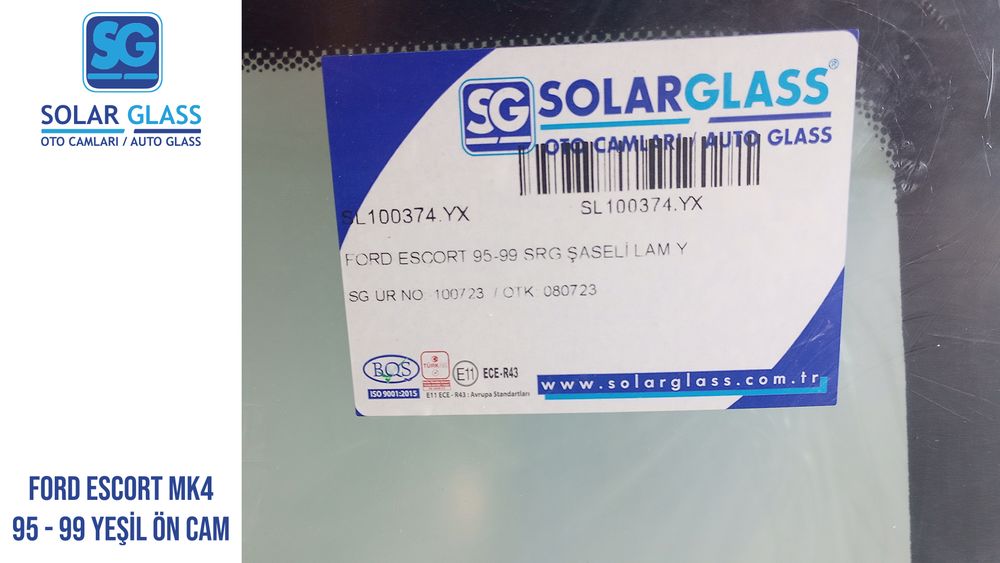 SG
SOLAR GLASS
OTO CAMLARI / AUTO GLASS
FORD ESCORT MK4
95 - 99 YEŞİL ÖN CAM
SG SOLARGLASS®
OTO CAMLARI / AUTO GLASS
SL100374.YX
SL100374.YX
FORD ESCORT 95-99 SRG ŞASELİ LAM Y
SG UR NO: 100723 / OTK: 080723
BQS
ISO 9001:2015
TÜRK
E11 ECE-R43
E11 ECE - R43 : Avrupa Standartları
www.solarglass.com.tr